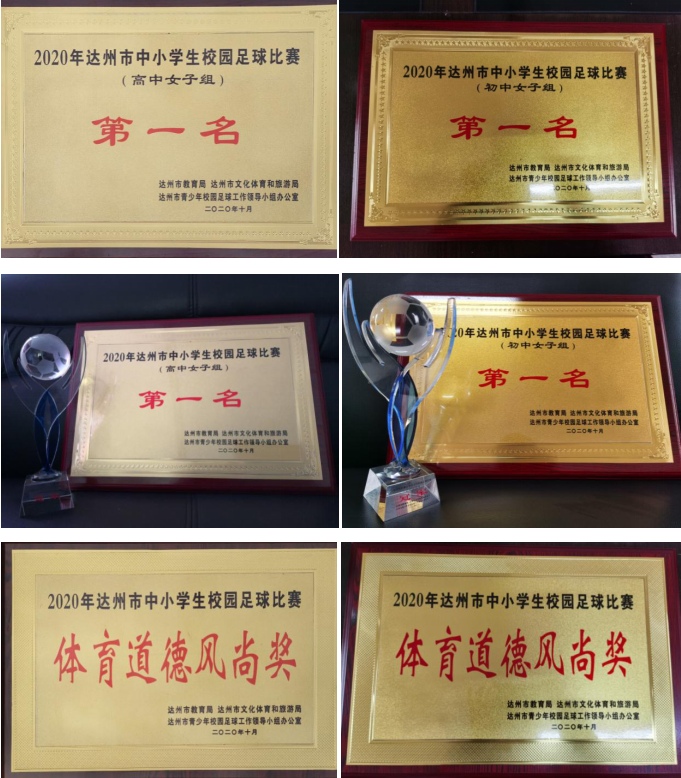 2020年达州市中小学生校园足球比赛
(高中女子组)
第一名
达州市教育局 达州市文化体育和旅游局
达州市青少年校园足球工作领导小组办公室
二〇二〇年十月
2020年达州市中小学生校园足球比赛
(初中女子组)
第一名
达州市教育局 达州市文化体育和旅游局
达州市青少年校园足球工作领导小组办公室
二〇二〇年十月
2020年达州市中小学生校园足球比赛
(高中女子组)
第一名
达州市教育局 达州市文化体育和旅游局
达州市青少年校园足球工作领导小组办公室
二〇二〇年十月
20年达州市中小学生校园足球比赛
(初中女子组)
第一名
达州市教育局 达州市文化体育和旅游局
达州市青少年校园足球工作领导小组办公室
二〇二〇年十月
2020年达州市中小学生校园足球比赛
体育道德风尚奖
达州市教育局 达州市文化体育和旅游局
达州市青少年校园足球工作领导小组办公室
二〇二〇年十月
2020年达州市中小学生校园足球比赛
体育道德风尚奖
达州市教育局 达州市文化体育和旅游局
达州市青少年校园足球工作领导小组办公室
二〇二〇年十月